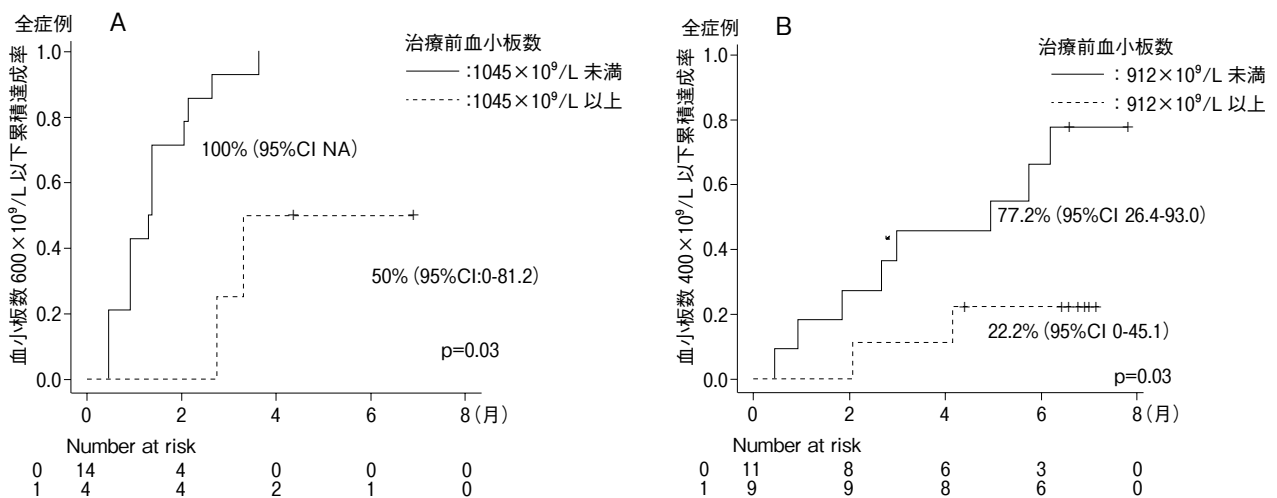 全症例
A
治療前血小板数
:1045×10⁹/L 未満
:1045×10⁹/L 以上
血小板数 600×10⁹/L 以下累積達成率
1.0
0.8
0.6
0.4
0.2
0.0
100% (95%CI NA)
50% (95%CI:0-81.2)
p=0.03
0 2 4 6 8(月)
Number at risk
0 14 4 0 0 0
1 4 4 2 1 0
全症例
B
治療前血小板数
: 912×10⁹/L 未満
: 912×10⁹/L 以上
血小板数 400×10⁹/L 以下累積達成率
1.0
0.8
0.6
0.4
0.2
0.0
77.2% (95%CI 26.4-93.0)
22.2% (95%CI 0-45.1)
p=0.03
0 2 4 6 8(月)
Number at risk
0 11 8 6 3 0
1 9 9 8 6 0